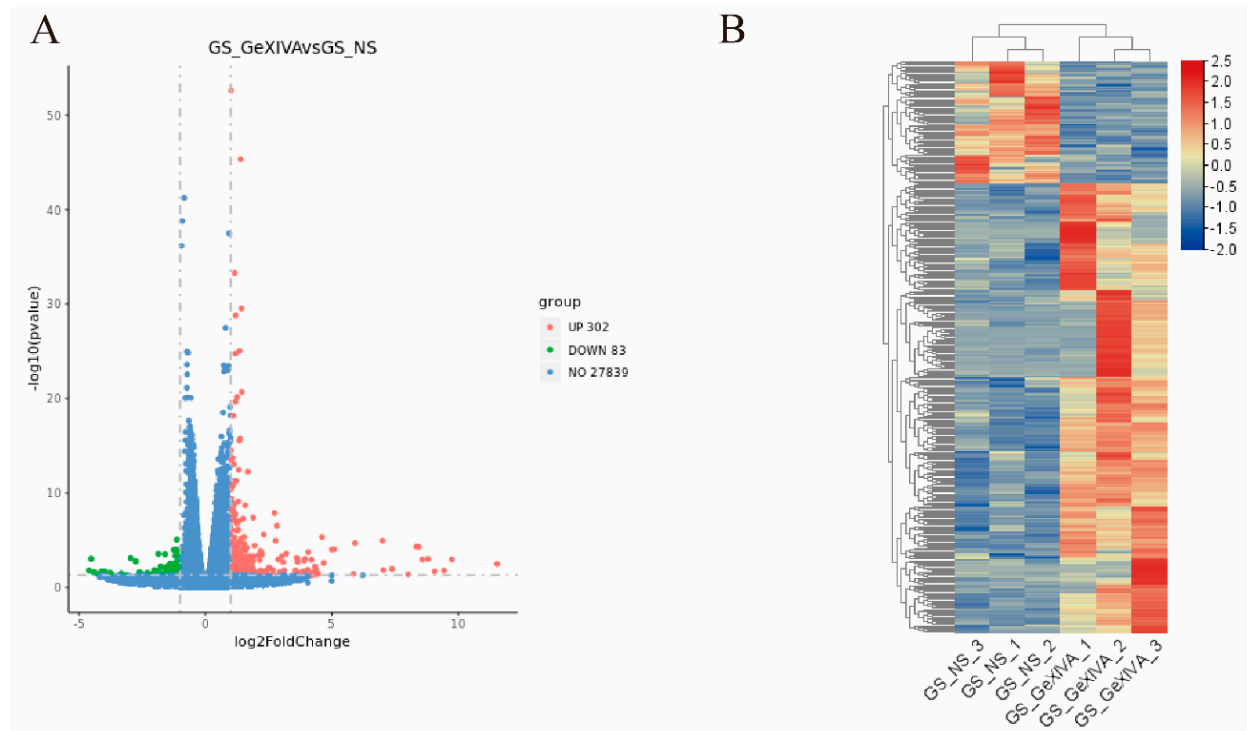 A
GS_GeXIVAvsGS_NS
50
40
30
20
10
0
-log10(pvalue)
-5 0 5 10
log2FoldChange
group
UP 302
DOWN 83
NO 27839
B
2.5
2.0
1.5
1.0
0.5
0.0
-0.5
-1.0
-1.5
-2.0
GS_NS_3
GS_NS_1
GS_NS_2
GS_GeXIVA_1
GS_GeXIVA_2
GS_GeXIVA_3